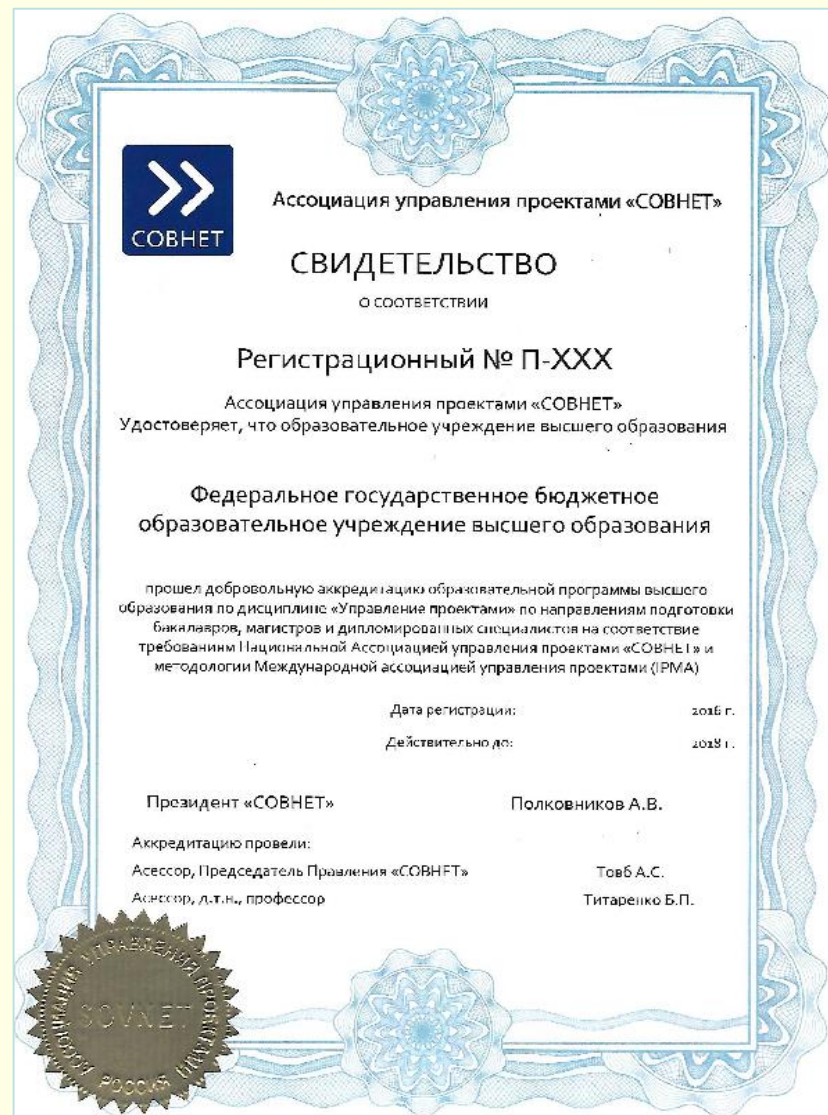 СОВНЕТ
Ассоциация управления проектами «СОВНЕТ»
СВИДЕТЕЛЬСТВО
О СООТВЕТСТВИИ
Регистрационный № П-XXX
Ассоциация управления проектами «СОВНЕТ»
Удостоверяет, что образовательное учреждение высшего образования
Федеральное государственное бюджетное
образовательное учреждение высшего образования
прошел добровольную аккредитацию образовательной программы высшего
образования по дисциплине «Управление проектами» по направлениям подготовки
бакалавров, магистров и дипломированных специалистов на соответствие
требованиям Национальной Ассоциацией управления проектами «СОВНЕТ» и
методологии Международной ассоциацией управления проектами (IPMA)
Дата регистрации: 2016 г.
Действительно до: 2018 г.
Президент «СОВНЕТ» Полковников А.В.
Аккредитацию провели:
Асессор, Председатель Правления «СОВНЕТ» Товб А.С.
Асессор, д.т.н., профессор Титаренко Б.П.
АССОЦИАЦИЯ УПРАВЛЕНИЯ ПРОЕКТАМИ
SOVNET
РОССИЯ